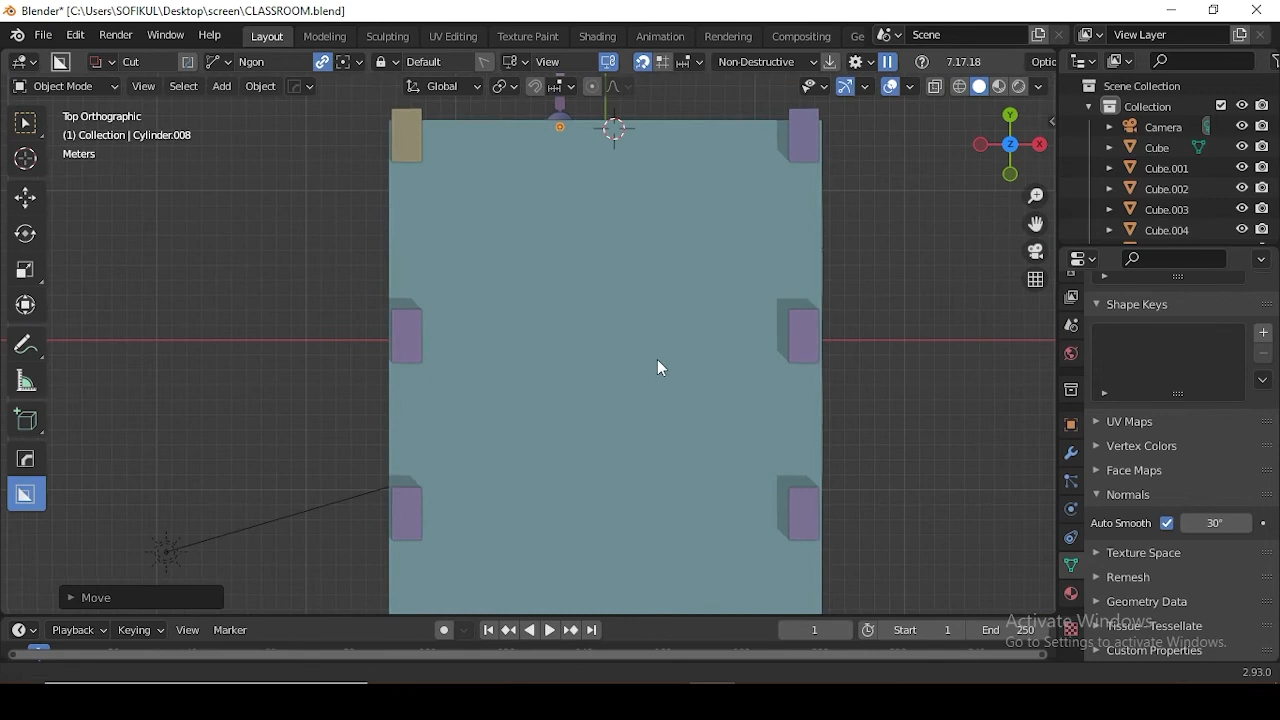 Blender* [C:\Users\SOFIKUL\Desktop\screen\CLASSROOM.blend]
File Edit Render Window Help Layout Modeling Sculpting UV Editing Texture Paint Shading Animation Rendering Compositing Ge Scene View Layer
Cut Ngon Default View Non-Destructive 7.17.18 Optic
Object Mode View Select Add Object Global
Scene Collection
Top Orthographic
(1) Collection | Cylinder.008
Meters
Collection
Camera
Cube
Cube.001
Cube.002
Cube.003
Cube.004
Y
Z
X
Shape Keys
UV Maps
Vertex Colors
Face Maps
Normals
Auto Smooth 30°
Texture Space
Remesh
Geometry Data
Tissue Tessellate
Custom Properties
Move
Activate Windows
Go to Settings to activate Windows.
Playback Keying View Marker 1 Start 1 End 250
2.93.0